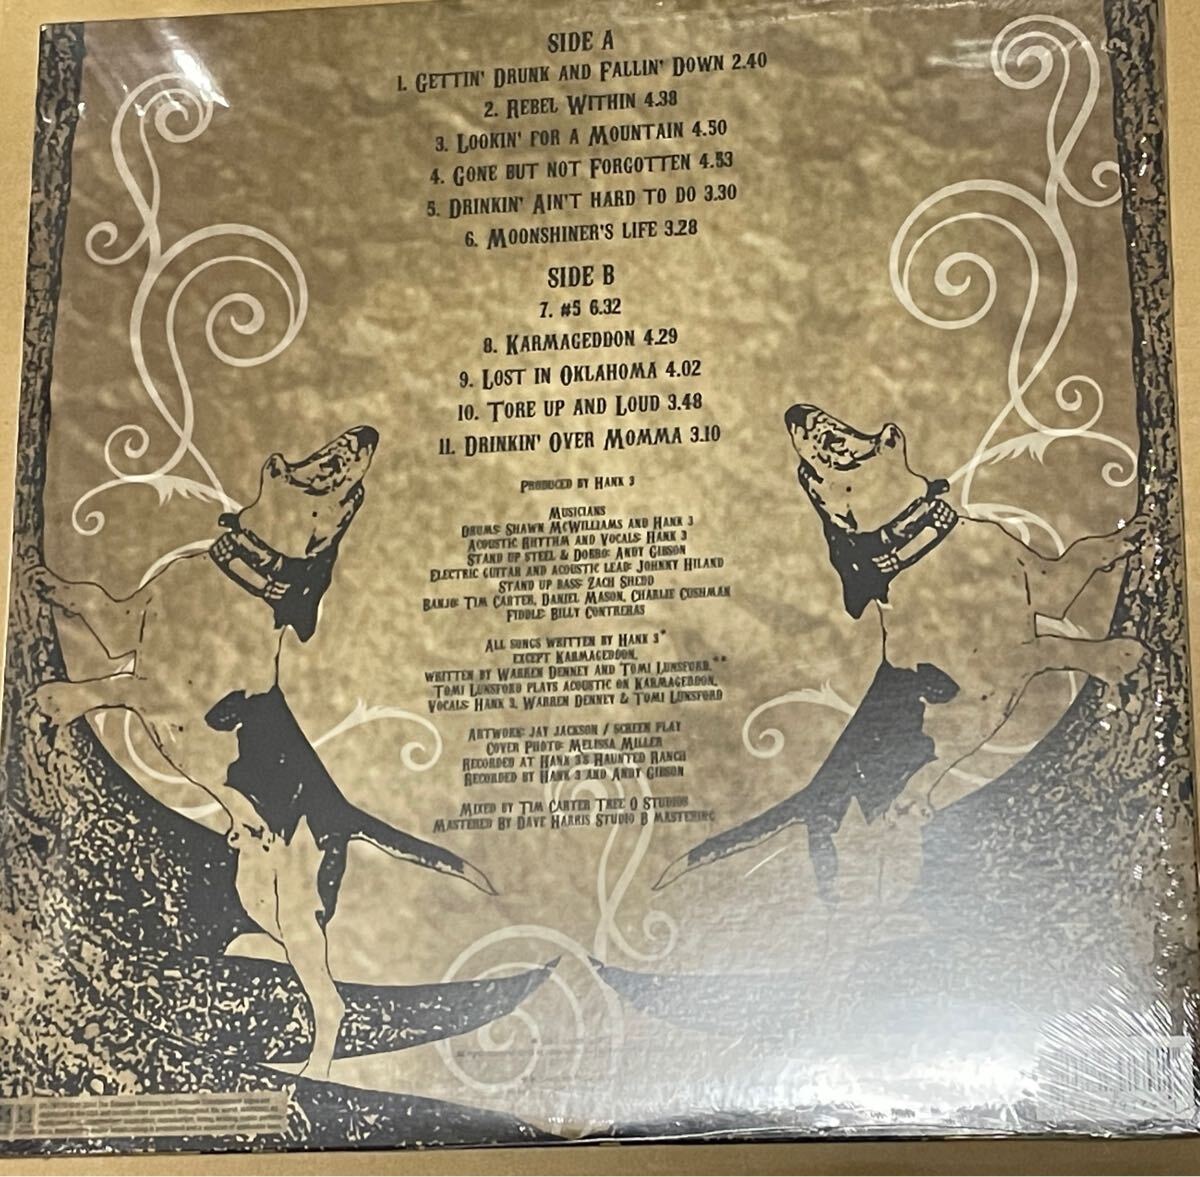 SIDE A
1. Gettin' Drunk and Fallin' Down 2.40
2. Rebel Within 4.38
3. Lookin' for a Mountain 4.50
4. Gone but not Forgotten 4.53
5. Drinkin' Ain't hard to do 3.30
6. Moonshiner's life 3.28
SIDE B
7. #5 6.32
8. Karmageddon 4.29
9. Lost in Oklahoma 4.02
10. Tore up and Loud 3.48
11. Drinkin' Over Momma 3.10
Produced by Hank 3
Musicians
Drums: Shawn McWilliams and Hank 3
Acoustic Rhythm and Vocals: Hank 3
Stand up steel & Dobro: Andy Gibson
Electric guitar and acoustic lead: Johnny Hiland
Stand up bass: Zach Shedd
Banjo: Tim Carter, Daniel Mason, Charlie Cushman
Fiddle: Billy Contreras
All songs written by Hank 3*
except Karmageddon,
written by Warren Denney and Tomi Lunsford.**
Tomi Lunsford plays acoustic on Karmageddon.
Vocals: Hank 3, Warren Denney & Tomi Lunsford
Artwork: jay jackson / screen play
Cover Photo: Melissa Miller
Recorded at Hank 3's Haunted Ranch
Recorded by Hank 3 and Andy Gibson
Mixed by Tim Carter Tree O Studios
Mastered By Dave Harris Studio B mastering